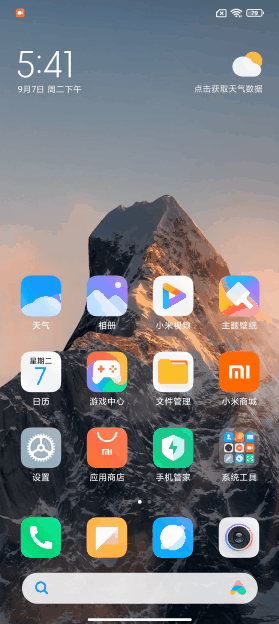 79
5:41
9月7日 周二下午
点击获取天气数据
天气
相册
小米视频
主题壁纸
星期二
7
日历
游戏中心
文件管理
mi
小米商城
设置
mi
应用商店
手机管家
系统工具